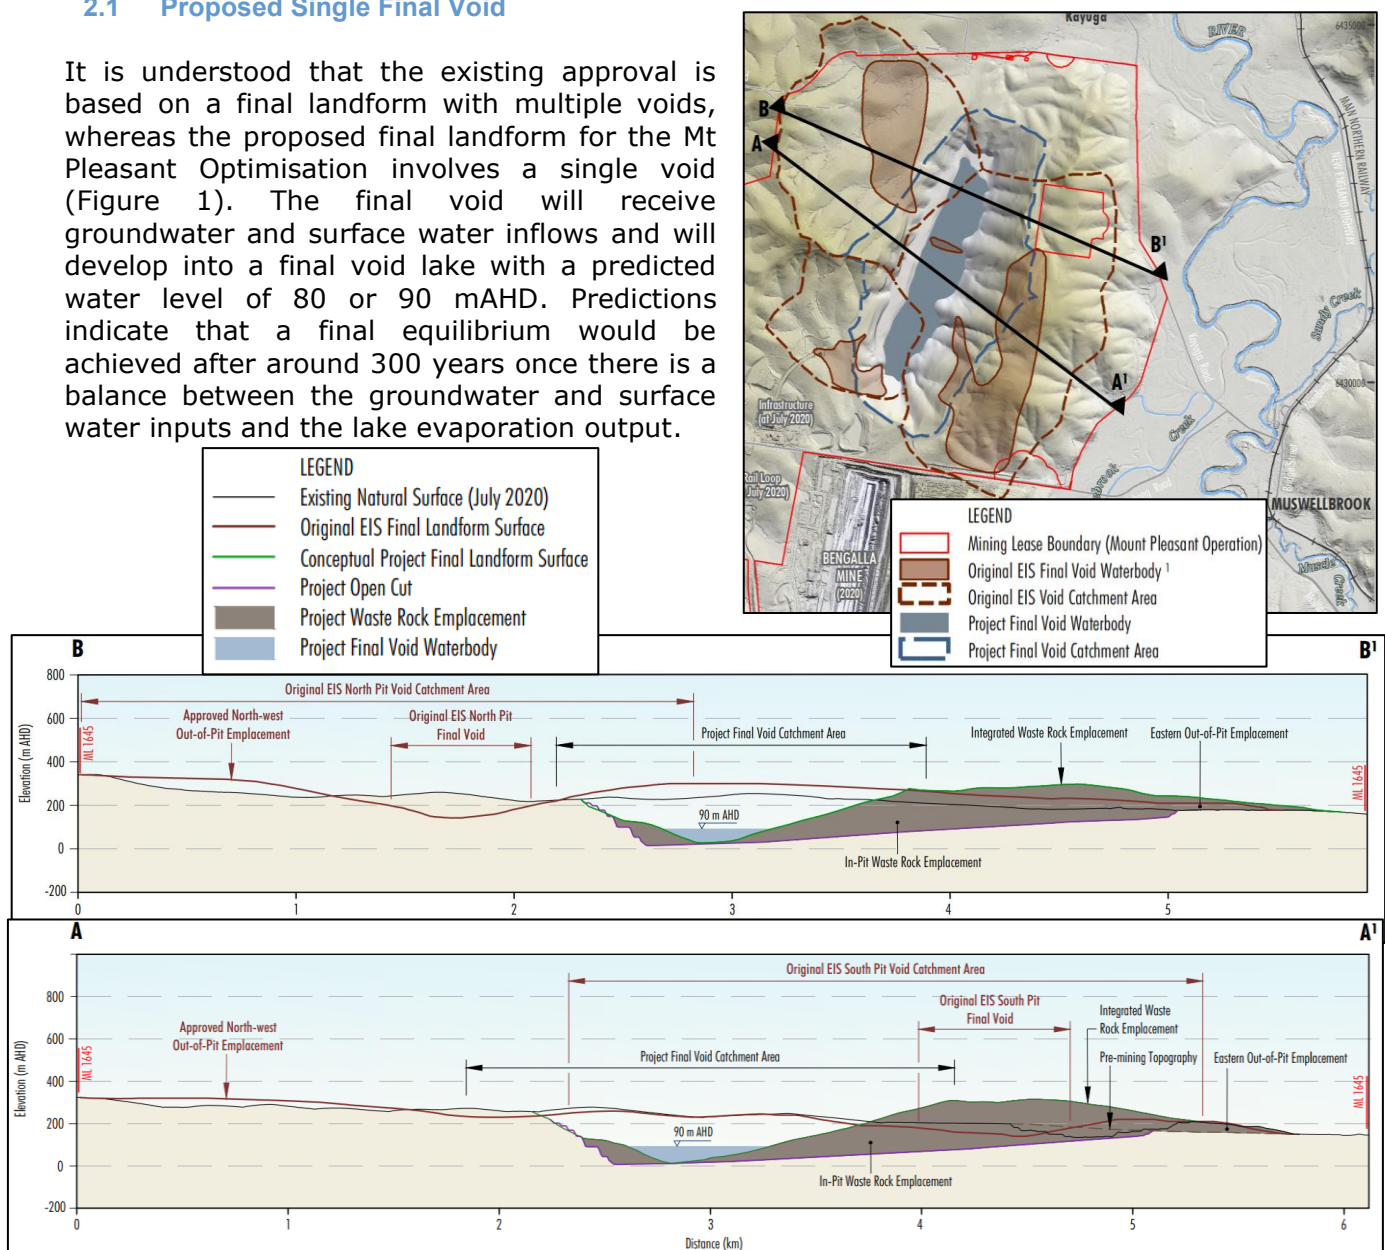 2.1 Proposed Single Final Void
It is understood that the existing approval is
based on a final landform with multiple voids,
whereas the proposed final landform for the Mt
Pleasant Optimisation involves a single void
(Figure 1). The final void will receive
groundwater and surface water inflows and will
develop into a final void lake with a predicted
water level of 80 or 90 mAHD. Predictions
indicate that a final equilibrium would be
achieved after around 300 years once there is a
balance between the groundwater and surface
water inputs and the lake evaporation output.
Kayuga
RIVER
6435000
MAIN NORTHERN RAILWAY
NEW ENGLAND HIGHWAY
B
A
B¹
A¹
Sandy Creek
Kayuga Road
6430000
Infrastructure
(at July 2020)
Rail Loop
July 2020)
Creek
Road
MUSWELLBROOK
BENGALLA
MINE
(2020)
Muscle
Creek
LEGEND
Mining Lease Boundary (Mount Pleasant Operation)
Original EIS Final Void Waterbody ¹
Original EIS Void Catchment Area
Project Final Void Waterbody
Project Final Void Catchment Area
LEGEND
Existing Natural Surface (July 2020)
Original EIS Final Landform Surface
Conceptual Project Final Landform Surface
Project Open Cut
Project Waste Rock Emplacement
Project Final Void Waterbody
B
B¹
800
600
400
200
0
-200
Elevation (m AHD)
ML 1645
Original EIS North Pit Void Catchment Area
Approved North-west
Out-of-Pit Emplacement
Original EIS North Pit
Final Void
Project Final Void Catchment Area
Integrated Waste Rock Emplacement
Eastern Out-of-Pit Emplacement
ML 1645
90 m AHD
In-Pit Waste Rock Emplacement
0
1
2
3
4
5
A
A¹
800
600
400
200
0
-200
Elevation (m AHD)
ML 1645
Original EIS South Pit Void Catchment Area
Approved North-west
Out-of-Pit Emplacement
Project Final Void Catchment Area
Original EIS South Pit
Final Void
Integrated Waste
Rock Emplacement
Pre-mining Topography
Eastern Out-of-Pit Emplacement
ML 1645
90 m AHD
In-Pit Waste Rock Emplacement
0
1
2
3
4
5
6
Distance (km)